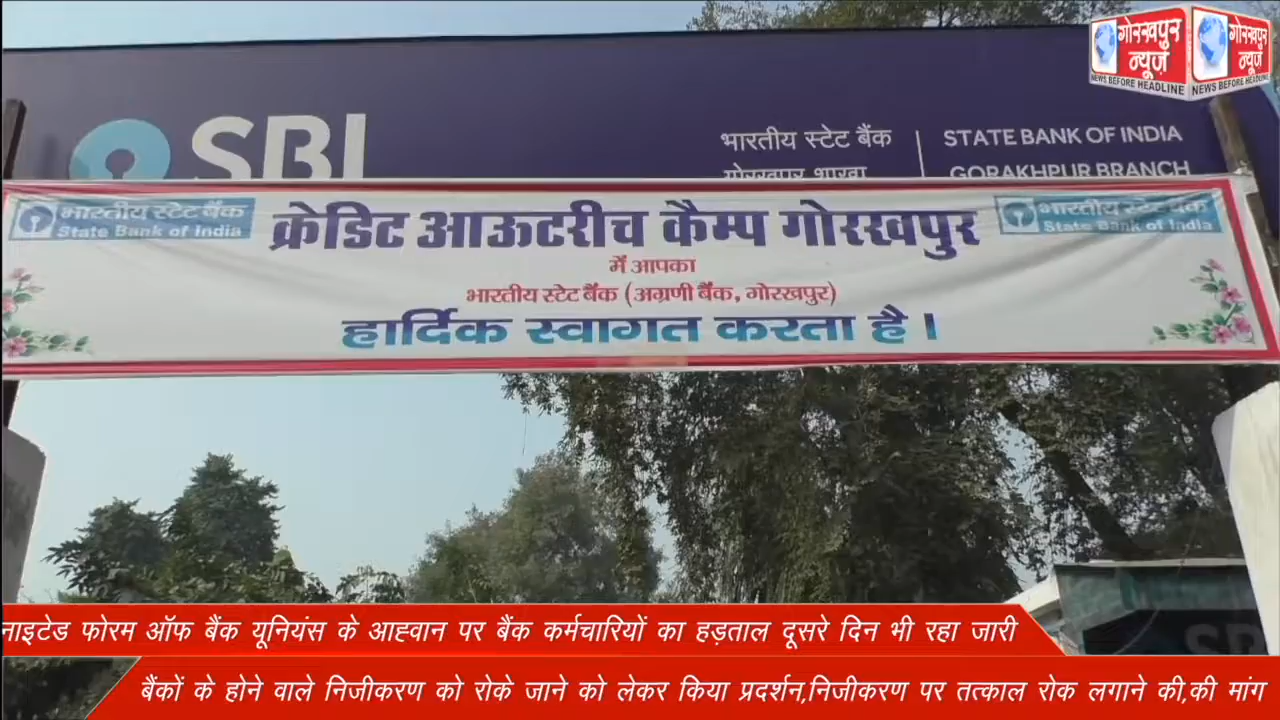 गोरखपुर
न्यूज़
NEWS BEFORE HEADLINE
गोरखपुर
न्यूज़
NEWS BEFORE HEADLINE
SBI
भारतीय स्टेट बैंक
गोरखपुर शाखा
STATE BANK OF INDIA
GORAKHPUR BRANCH
भारतीय स्टेट बैंक
State Bank of India
क्रेडिट आऊटरीच कैम्प गोरखपुर
भारतीय स्टेट बैंक
State Bank of India
में आपका
भारतीय स्टेट बैंक (अग्रणी बैंक, गोरखपुर)
हार्दिक स्वागत करता है।
नाइटेड फोरम ऑफ बैंक यूनियंस के आह्वान पर बैंक कर्मचारियों का हड़ताल दूसरे दिन भी रहा जारी
बैंकों के होने वाले निजीकरण को रोके जाने को लेकर किया प्रदर्शन,निजीकरण पर तत्काल रोक लगाने की,की मांग